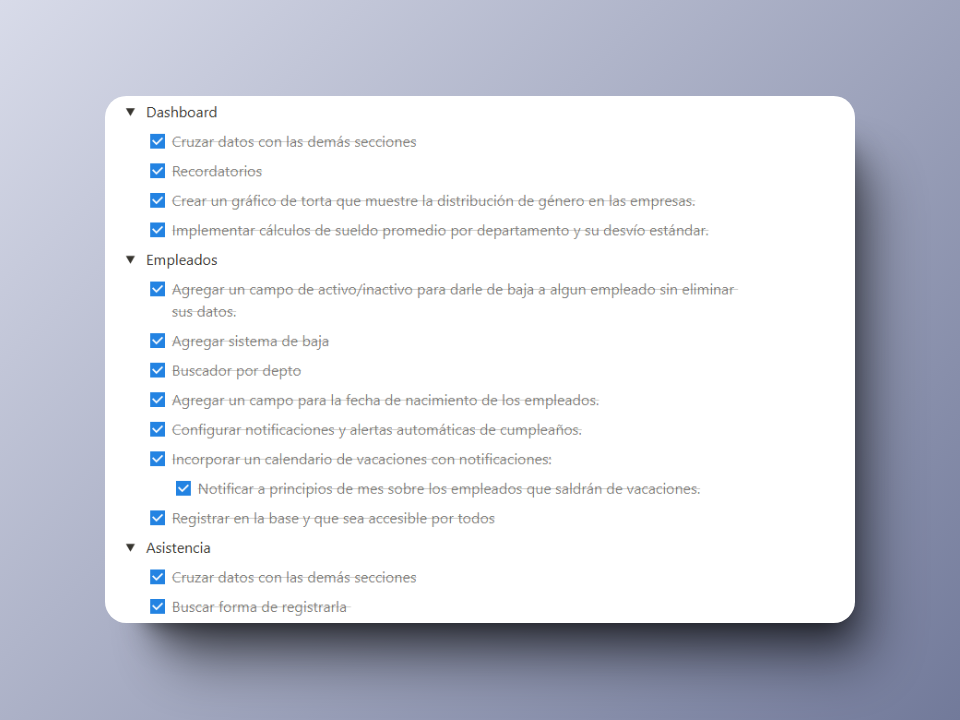 Dashboard
Cruzar datos con las demás secciones
Recordatorios
Crear un gráfico de torta que muestre la distribución de género en las empresas.
Implementar cálculos de sueldo promedio por departamento y su desvío estándar.
Empleados
Agregar un campo de activo/inactivo para darle de baja a algun empleado sin eliminar
sus datos.
Agregar sistema de baja
Buscador por depto
Agregar un campo para la fecha de nacimiento de los empleados.
Configurar notificaciones y alertas automáticas de cumpleaños.
Incorporar un calendario de vacaciones con notificaciones:
Notificar a principios de mes sobre los empleados que saldrán de vacaciones.
Registrar en la base y que sea accesible por todos
Asistencia
Cruzar datos con las demás secciones
Buscar forma de registrarla